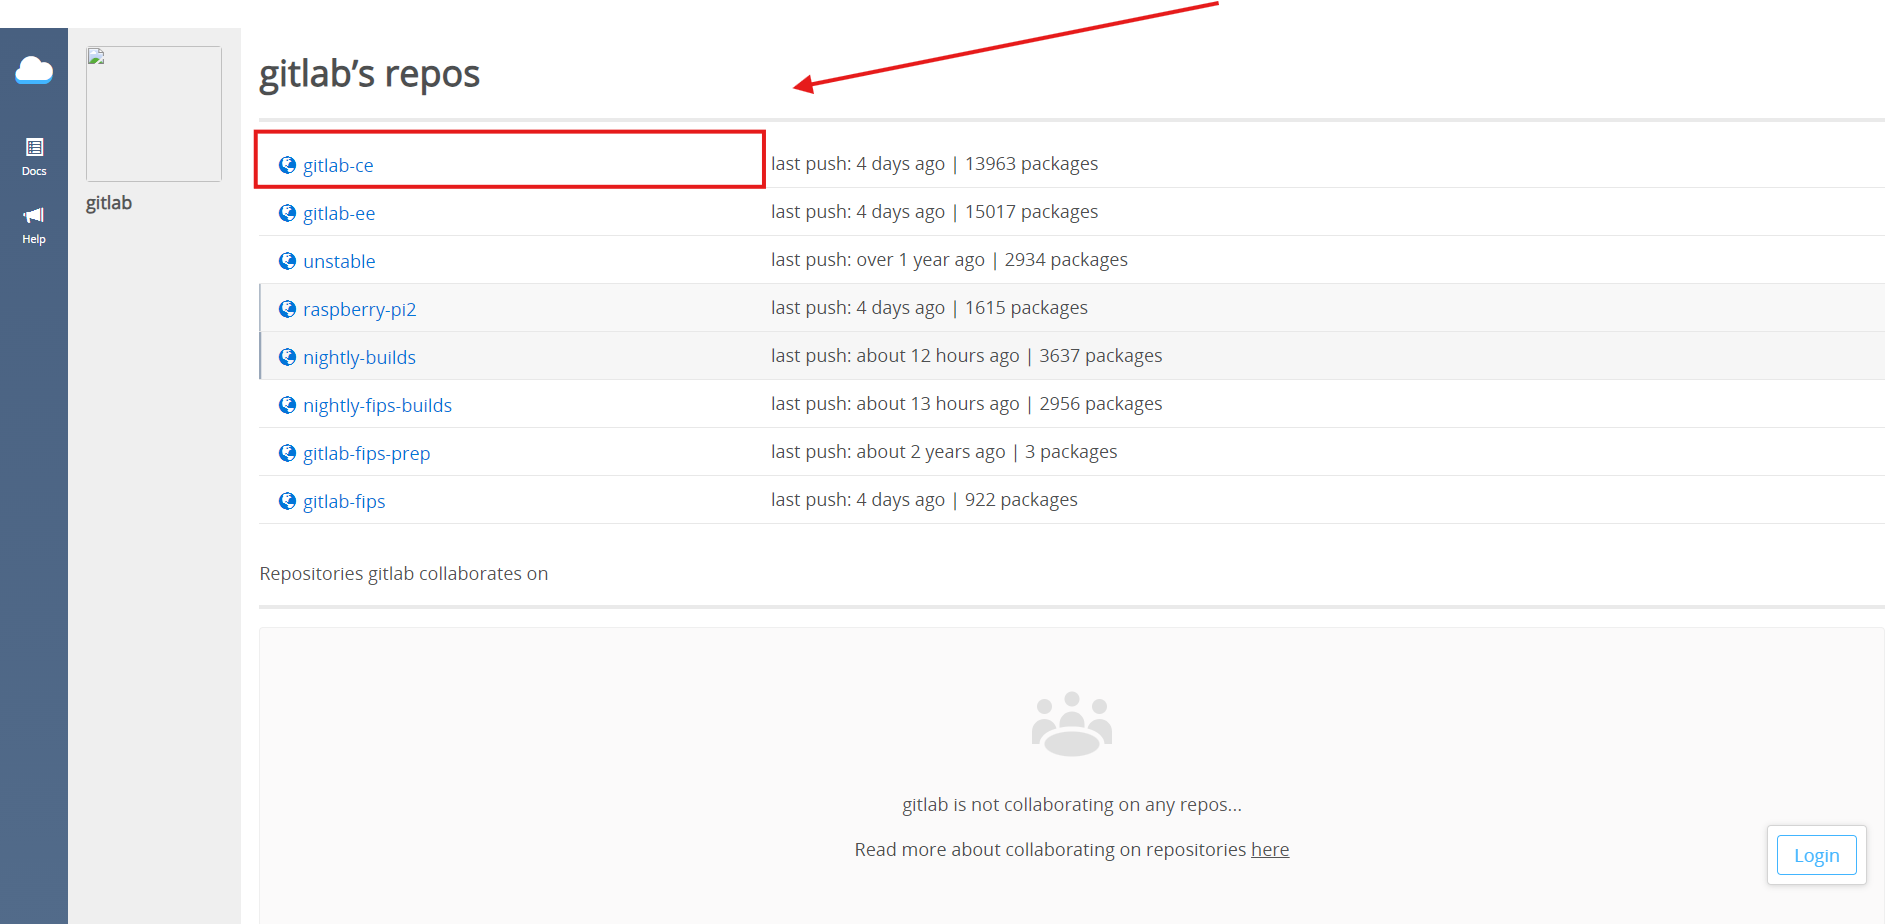 Docs
Help
gitlab
gitlab’s repos
gitlab-ce last push: 4 days ago | 13963 packages
gitlab-ee last push: 4 days ago | 15017 packages
unstable last push: over 1 year ago | 2934 packages
raspberry-pi2 last push: 4 days ago | 1615 packages
nightly-builds last push: about 12 hours ago | 3637 packages
nightly-fips-builds last push: about 13 hours ago | 2956 packages
gitlab-fips-prep last push: about 2 years ago | 3 packages
gitlab-fips last push: 4 days ago | 922 packages
Repositories gitlab collaborates on
gitlab is not collaborating on any repos...
Read more about collaborating on repositories here
Login